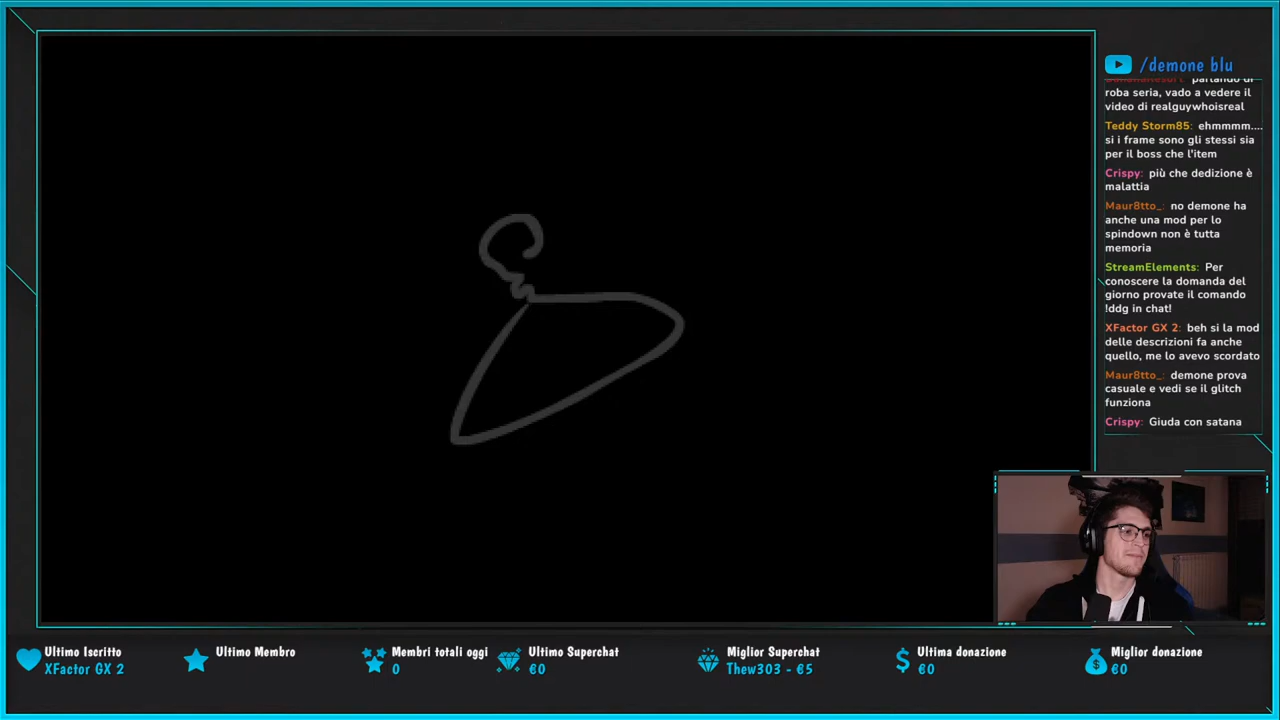 /demone blu
parlando di
roba seria, vado a vedere il
video di realguywhoisreal
Teddy Storm85: ehmmmm....
si i frame sono gli stessi sia
per il boss che l'item
Crispy: più che dedizione è
malattia
Maur8tto_: no demone ha
anche una mod per lo
spindown non è tutta
memoria
StreamElements: Per
conoscere la domanda del
giorno provate il comando
!ddg in chat!
XFactor GX 2: beh si la mod
delle descrizioni fa anche
quello, me lo avevo scordato
Maur8tto_: demone prova
casuale e vedi se il glitch
funziona
Crispy: Giuda con satana
Ultimo Iscritto
XFactor GX 2
Ultimo Membro
Membri totali oggi
0
Ultimo Superchat
€0
Miglior Superchat
Thew303 - €5
Ultima donazione
€0
Miglior donazione
€0